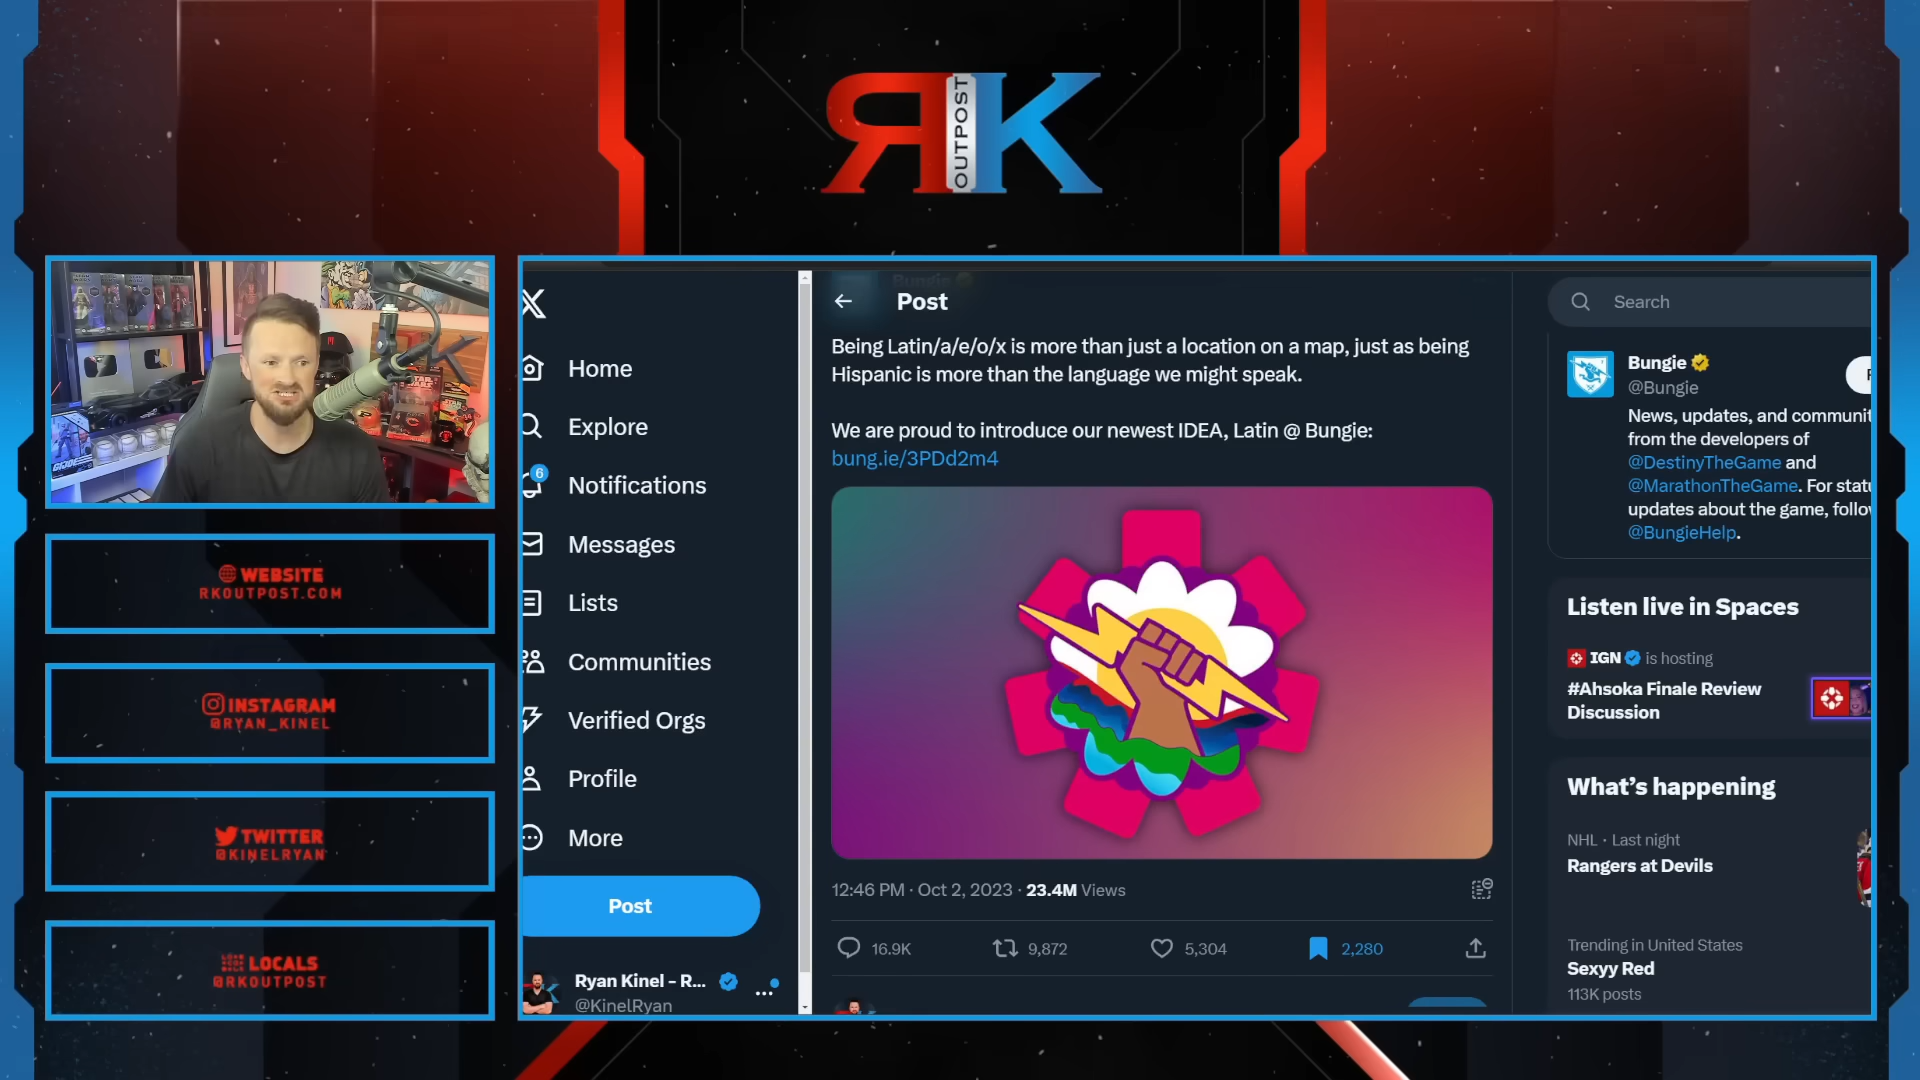 RK
OUTPOST
WEBSITE
RKOUTPOST.COM
INSTAGRAM
@RYAN_KINEL
TWITTER
@KINELRYAN
LOCALS
@RKOUTPOST
X
Home
Explore
6
Notifications
Messages
Lists
Communities
Verified Orgs
Profile
More
Post
Ryan Kinel - R...
@KinelRyan
Bungie
Post
Being Latin/a/e/o/x is more than just a location on a map, just as being
Hispanic is more than the language we might speak.
We are proud to introduce our newest IDEA, Latin @ Bungie:
bung.ie/3PDd2m4
12:46 PM · Oct 2, 2023 · 23.4M Views
16.9K 9,872 5,304 2,280
Search
Bungie
@Bungie
News, updates, and communit
from the developers of
@DestinyTheGame and
@MarathonTheGame. For statu
updates about the game, follow
@BungieHelp.
Listen live in Spaces
IGN is hosting
#Ahsoka Finale Review
Discussion
What's happening
NHL · Last night
Rangers at Devils
Trending in United States
Sexyy Red
113K posts